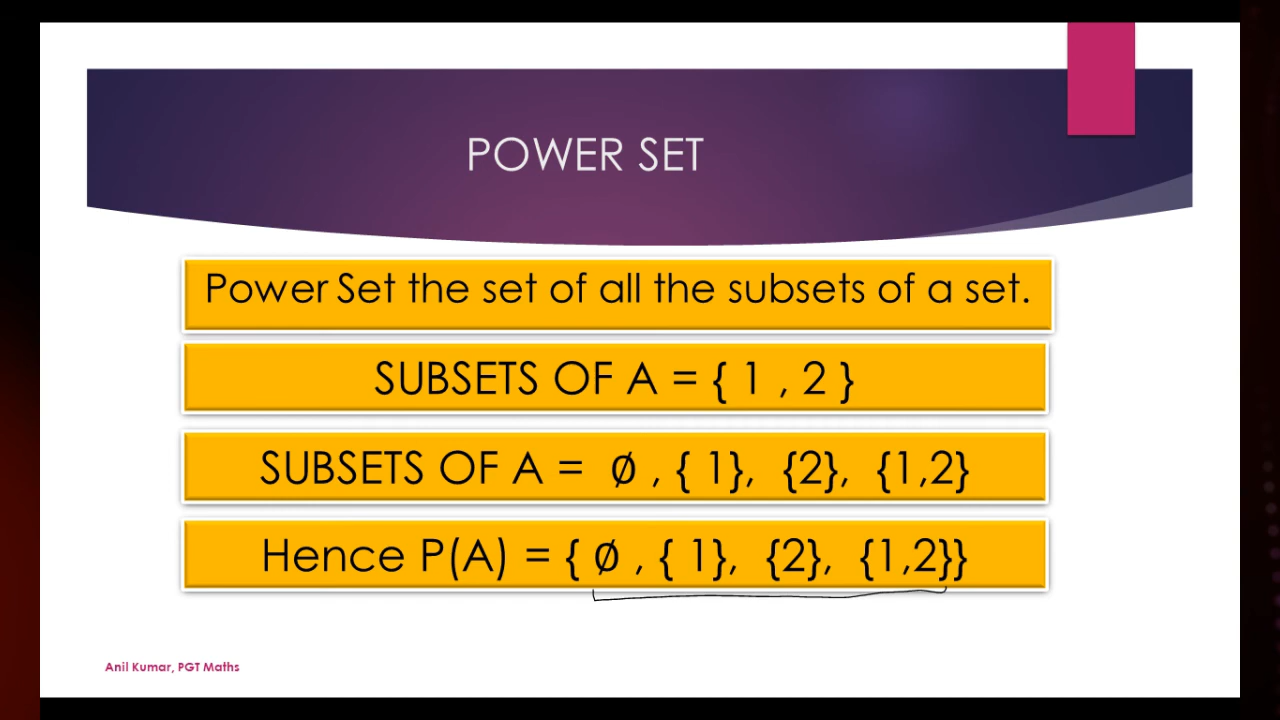 POWER SET
Power Set the set of all the subsets of a set.
SUBSETS OF A = { 1 , 2 }
SUBSETS OF A = ∅ , { 1}, {2}, {1,2}
Hence P(A) = { ∅ , { 1}, {2}, {1,2}}
Anil Kumar, PGT Maths